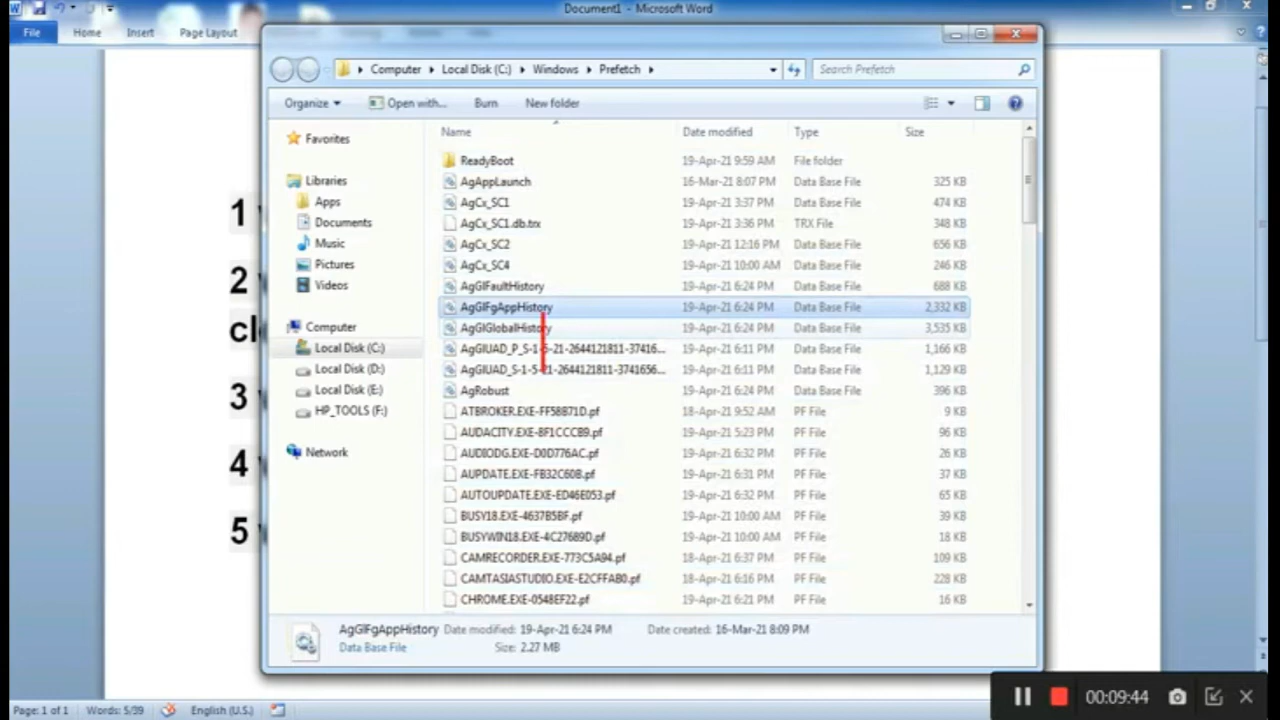 Document1 - Microsoft Word
File Home Insert Page Layout
Computer Local Disk (C:) Windows Prefetch Search Prefetch
Organize Open with... Burn New folder
Name Date modified Type Size
Favorites
Libraries
Apps
Documents
Music
Pictures
Videos
Computer
Local Disk (C:)
Local Disk (D:)
Local Disk (E:)
HP_TOOLS (F:)
Network
ReadyBoot 19-Apr-21 9:59 AM File folder
AgAppLaunch 16-Mar-21 8:07 PM Data Base File 325 KB
AgCx_SC1 19-Apr-21 3:37 PM Data Base File 474 KB
AgCx_SC1.db.trx 19-Apr-21 3:36 PM TRX File 348 KB
AgCx_SC2 19-Apr-21 12:16 PM Data Base File 656 KB
AgCx_SC4 19-Apr-21 10:00 AM Data Base File 246 KB
AgGlFaultHistory 19-Apr-21 6:24 PM Data Base File 688 KB
AgGlFgAppHistory 19-Apr-21 6:24 PM Data Base File 2,332 KB
AgGlGlobalHistory 19-Apr-21 6:24 PM Data Base File 3,535 KB
AgGlUAD_P_S-1-5-21-2644121811-37416... 19-Apr-21 6:11 PM Data Base File 1,166 KB
AgGlUAD_S-1-5-21-2644121811-3741656... 19-Apr-21 6:11 PM Data Base File 1,129 KB
AgRobust 19-Apr-21 6:24 PM Data Base File 396 KB
ATBROKER.EXE-FF58B71D.pf 18-Apr-21 9:52 AM PF File 9 KB
AUDACITY.EXE-8F1CCCB9.pf 19-Apr-21 5:23 PM PF File 96 KB
AUDIODG.EXE-D0D776AC.pf 19-Apr-21 6:32 PM PF File 26 KB
AUPDATE.EXE-FB32C60B.pf 19-Apr-21 6:31 PM PF File 37 KB
AUTOUPDATE.EXE-ED46E053.pf 19-Apr-21 6:32 PM PF File 65 KB
BUSY18.EXE-4637B5BF.pf 19-Apr-21 10:00 AM PF File 39 KB
BUSYWIN18.EXE-4C27689D.pf 19-Apr-21 10:00 AM PF File 18 KB
CAMRECORDER.EXE-773C5A94.pf 18-Apr-21 6:37 PM PF File 109 KB
CAMTASIASTUDIO.EXE-E2CFFAB0.pf 18-Apr-21 6:16 PM PF File 228 KB
CHROME.EXE-0548EF22.pf 19-Apr-21 6:21 PM PF File 16 KB
1
2
cl
3
4
5
AgGlFgAppHistory Date modified: 19-Apr-21 6:24 PM Date created: 16-Mar-21 8:09 PM
Data Base File Size: 2.27 MB
00:09:44
Page: 1 of 1 Words: 5/39 English (U.S.)